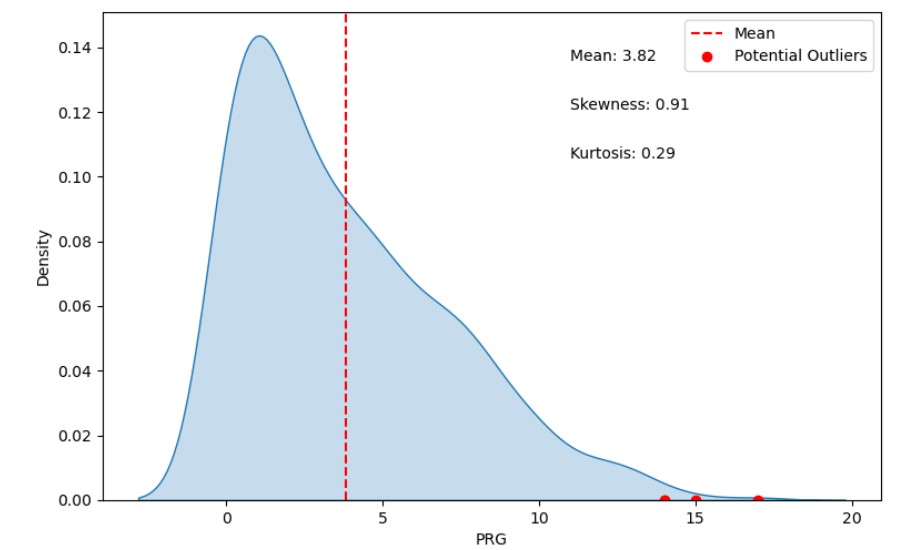 Mean
Potential Outliers
Mean: 3.82
Skewness: 0.91
Kurtosis: 0.29
Density
0.14
0.12
0.10
0.08
0.06
0.04
0.02
0.00
0 5 10 15 20
PRG